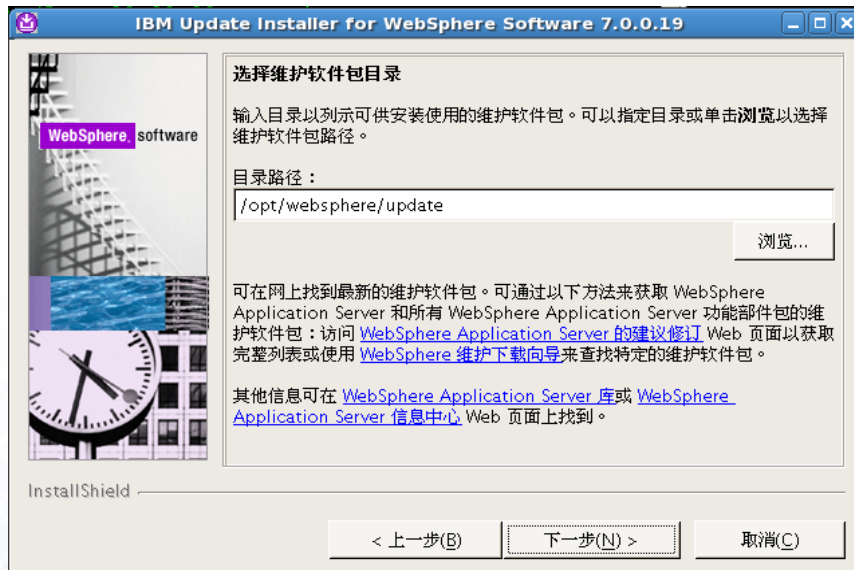 IBM Update Installer for WebSphere Software 7.0.0.19
WebSphere. software
选择维护软件包目录
输入目录以列示可供安装使用的维护软件包。可以指定目录或单击浏览以选择
维护软件包路径。
目录路径：
/opt/websphere/update
浏览...
可在网上找到最新的维护软件包。可通过以下方法来获取 WebSphere
Application Server 和所有 WebSphere Application Server 功能部件包的维
护软件包：访问 WebSphere Application Server 的建议修订 Web 页面以获取
完整列表或使用 WebSphere 维护下载向导来查找特定的维护软件包。
其他信息可在 WebSphere Application Server 库或 WebSphere
Application Server 信息中心 Web 页面上找到。
InstallShield
< 上一步(B)
下一步(N) >
取消(C)